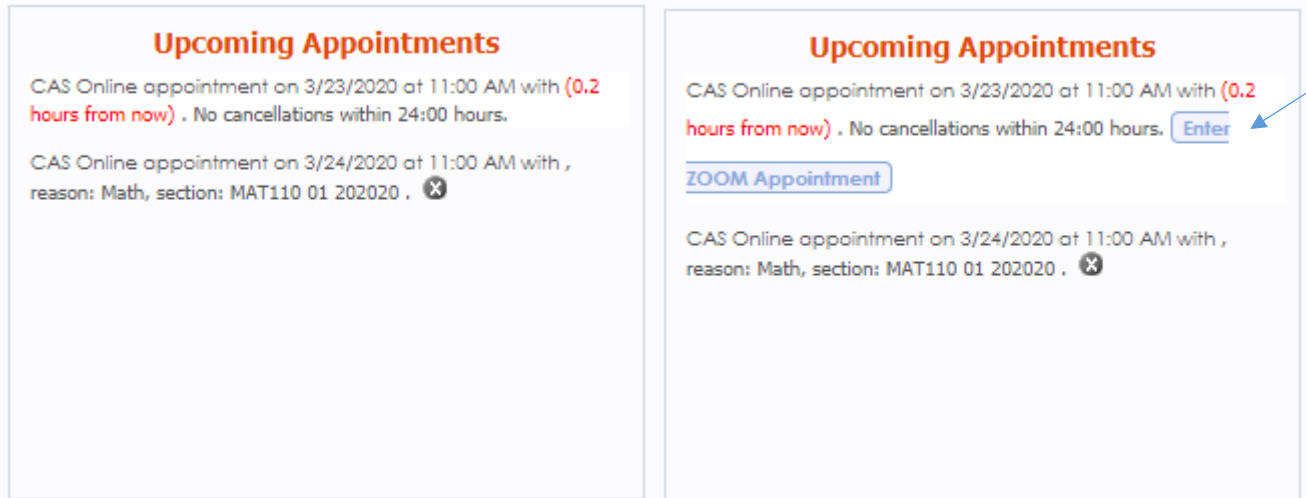 Upcoming Appointments
CAS Online appointment on 3/23/2020 at 11:00 AM with (0.2
hours from now) . No cancellations within 24:00 hours.
CAS Online appointment on 3/24/2020 at 11:00 AM with ,
reason: Math, section: MAT110 01 202020 .
Upcoming Appointments
CAS Online appointment on 3/23/2020 at 11:00 AM with (0.2
hours from now) . No cancellations within 24:00 hours. Enter
ZOOM Appointment
CAS Online appointment on 3/24/2020 at 11:00 AM with ,
reason: Math, section: MAT110 01 202020 .